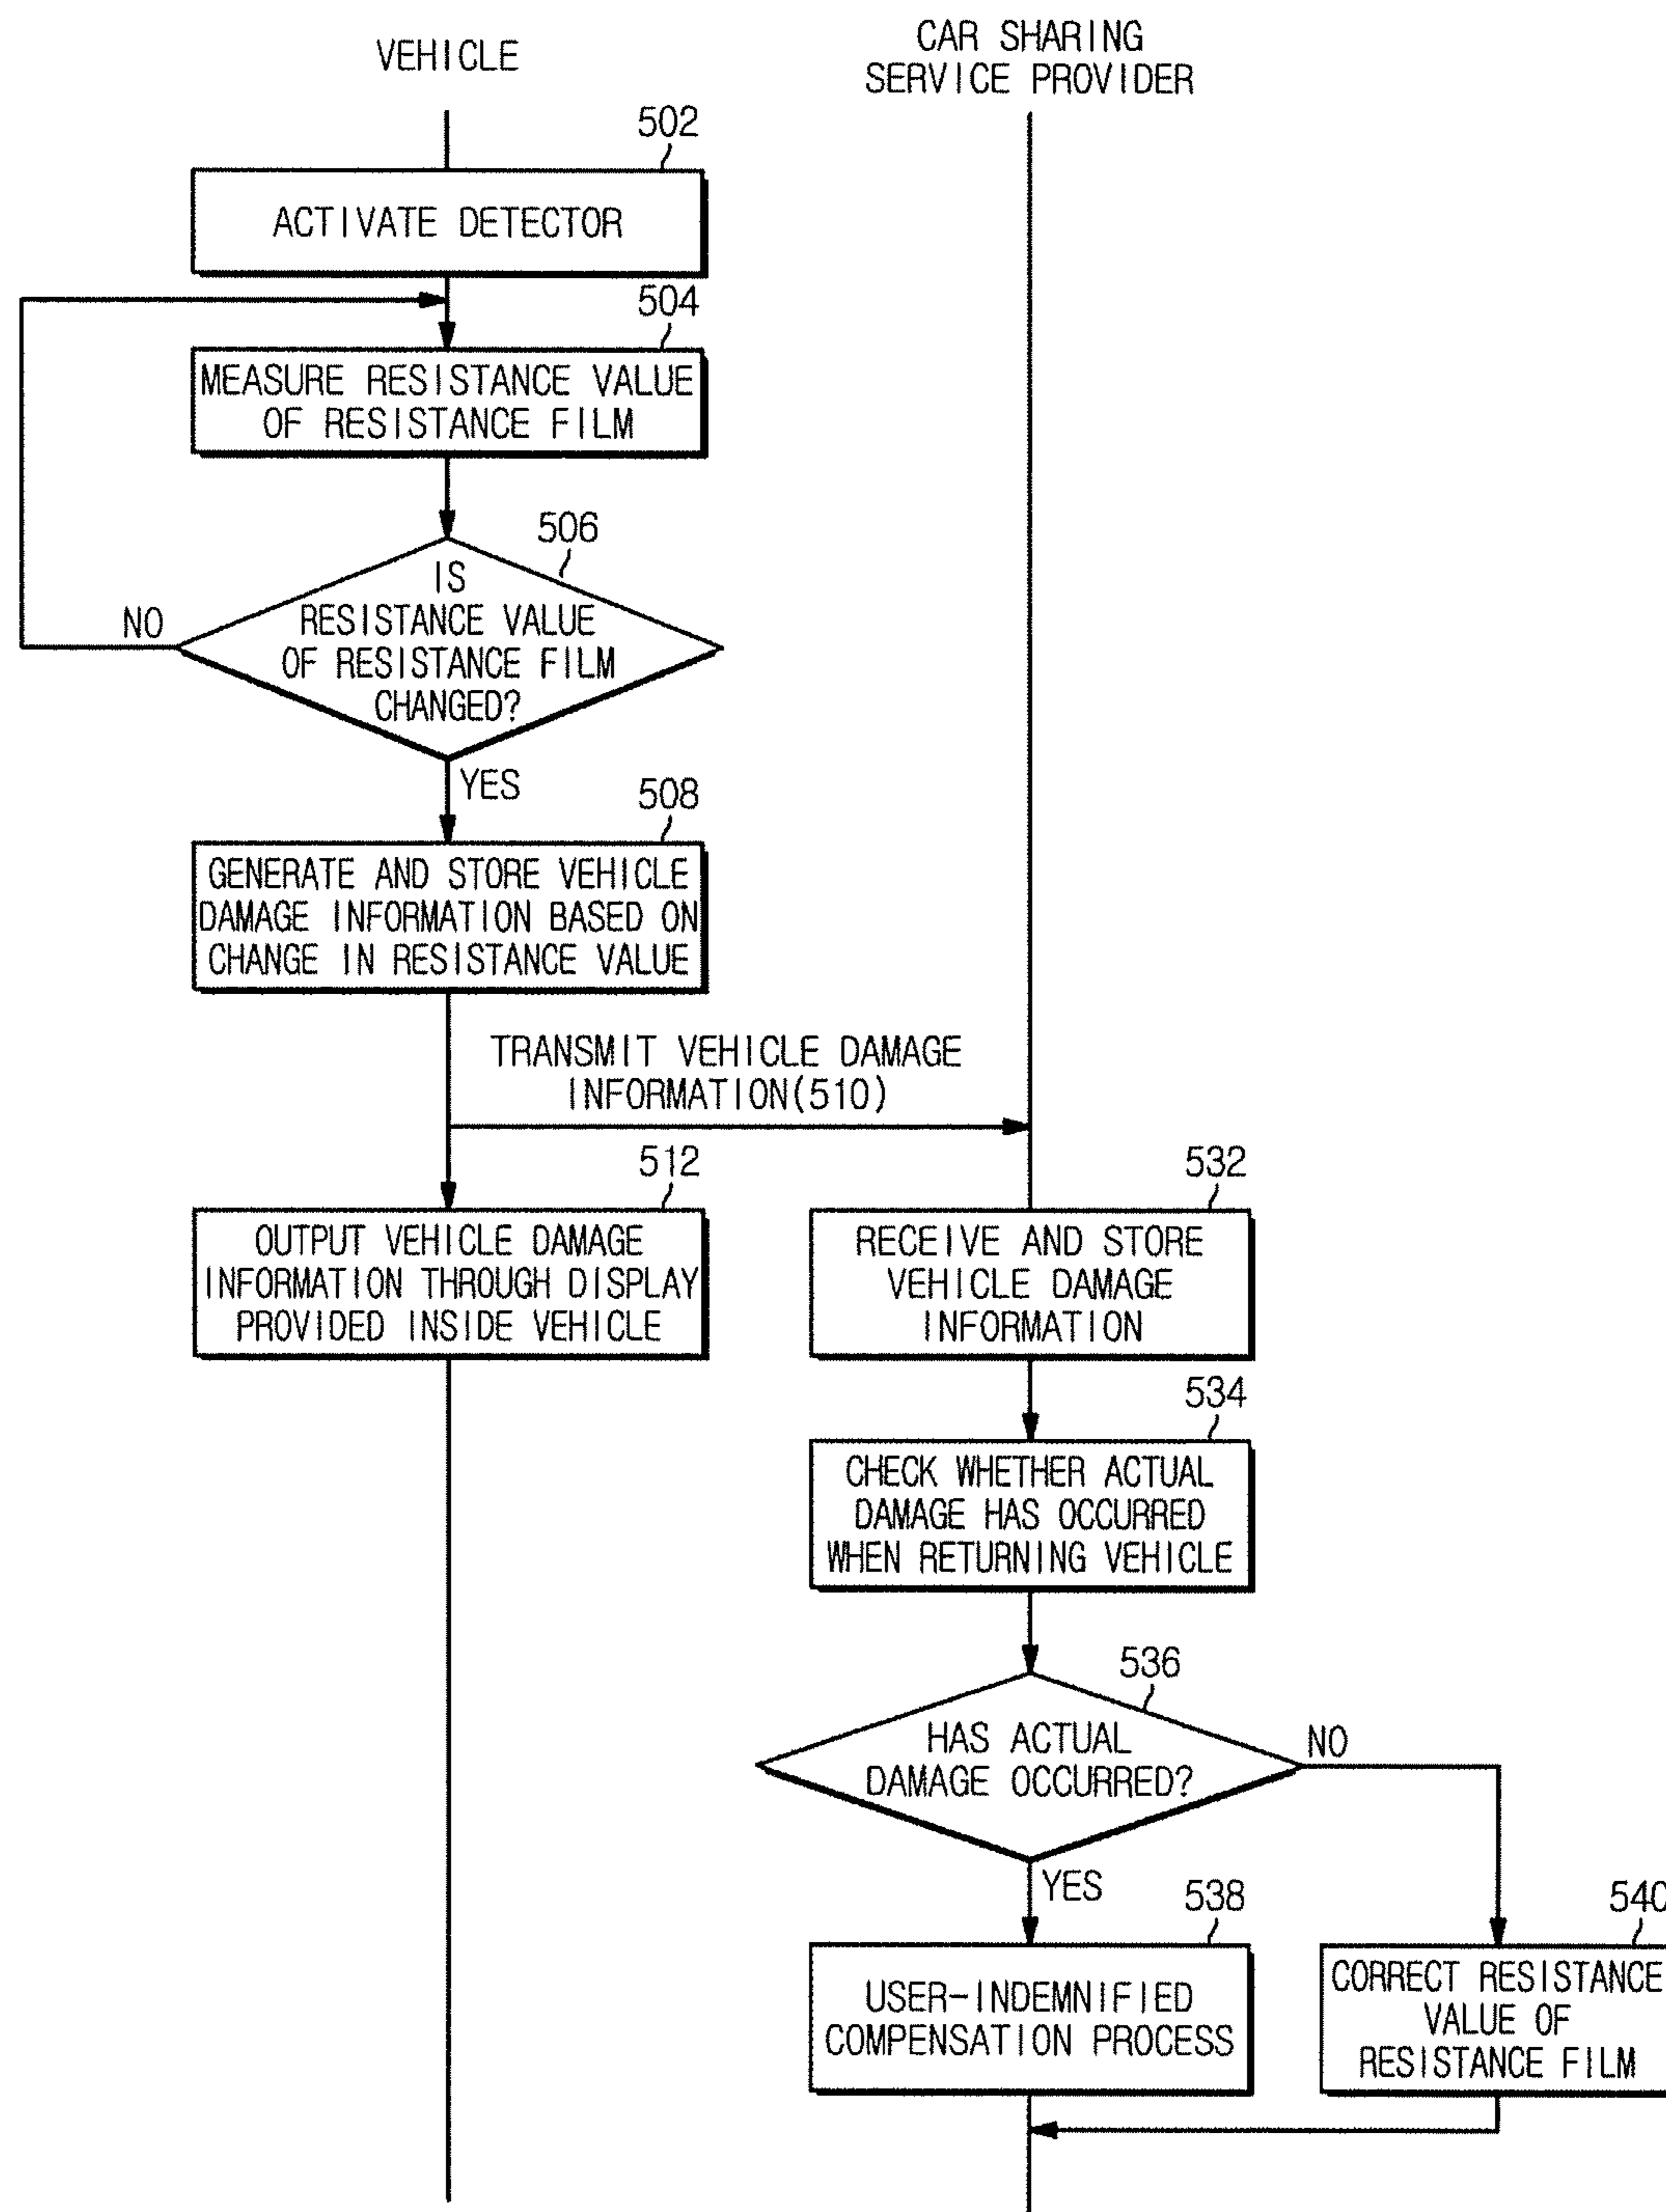 VEHICLE
CAR SHARING
SERVICE PROVIDER
502
ACTIVATE DETECTOR
504
MEASURE RESISTANCE VALUE
OF RESISTANCE FILM
506
IS
RESISTANCE VALUE
OF RESISTANCE FILM
CHANGED?
NO
YES
508
GENERATE AND STORE VEHICLE
DAMAGE INFORMATION BASED ON
CHANGE IN RESISTANCE VALUE
TRANSMIT VEHICLE DAMAGE
INFORMATION(510)
512
OUTPUT VEHICLE DAMAGE
INFORMATION THROUGH DISPLAY
PROVIDED INSIDE VEHICLE
532
RECEIVE AND STORE
VEHICLE DAMAGE
INFORMATION
534
CHECK WHETHER ACTUAL
DAMAGE HAS OCCURRED
WHEN RETURNING VEHICLE
536
HAS ACTUAL
DAMAGE OCCURRED?
NO
YES
538
USER-INDEMNIFIED
COMPENSATION PROCESS
540
CORRECT RESISTANCE
VALUE OF
RESISTANCE FILM